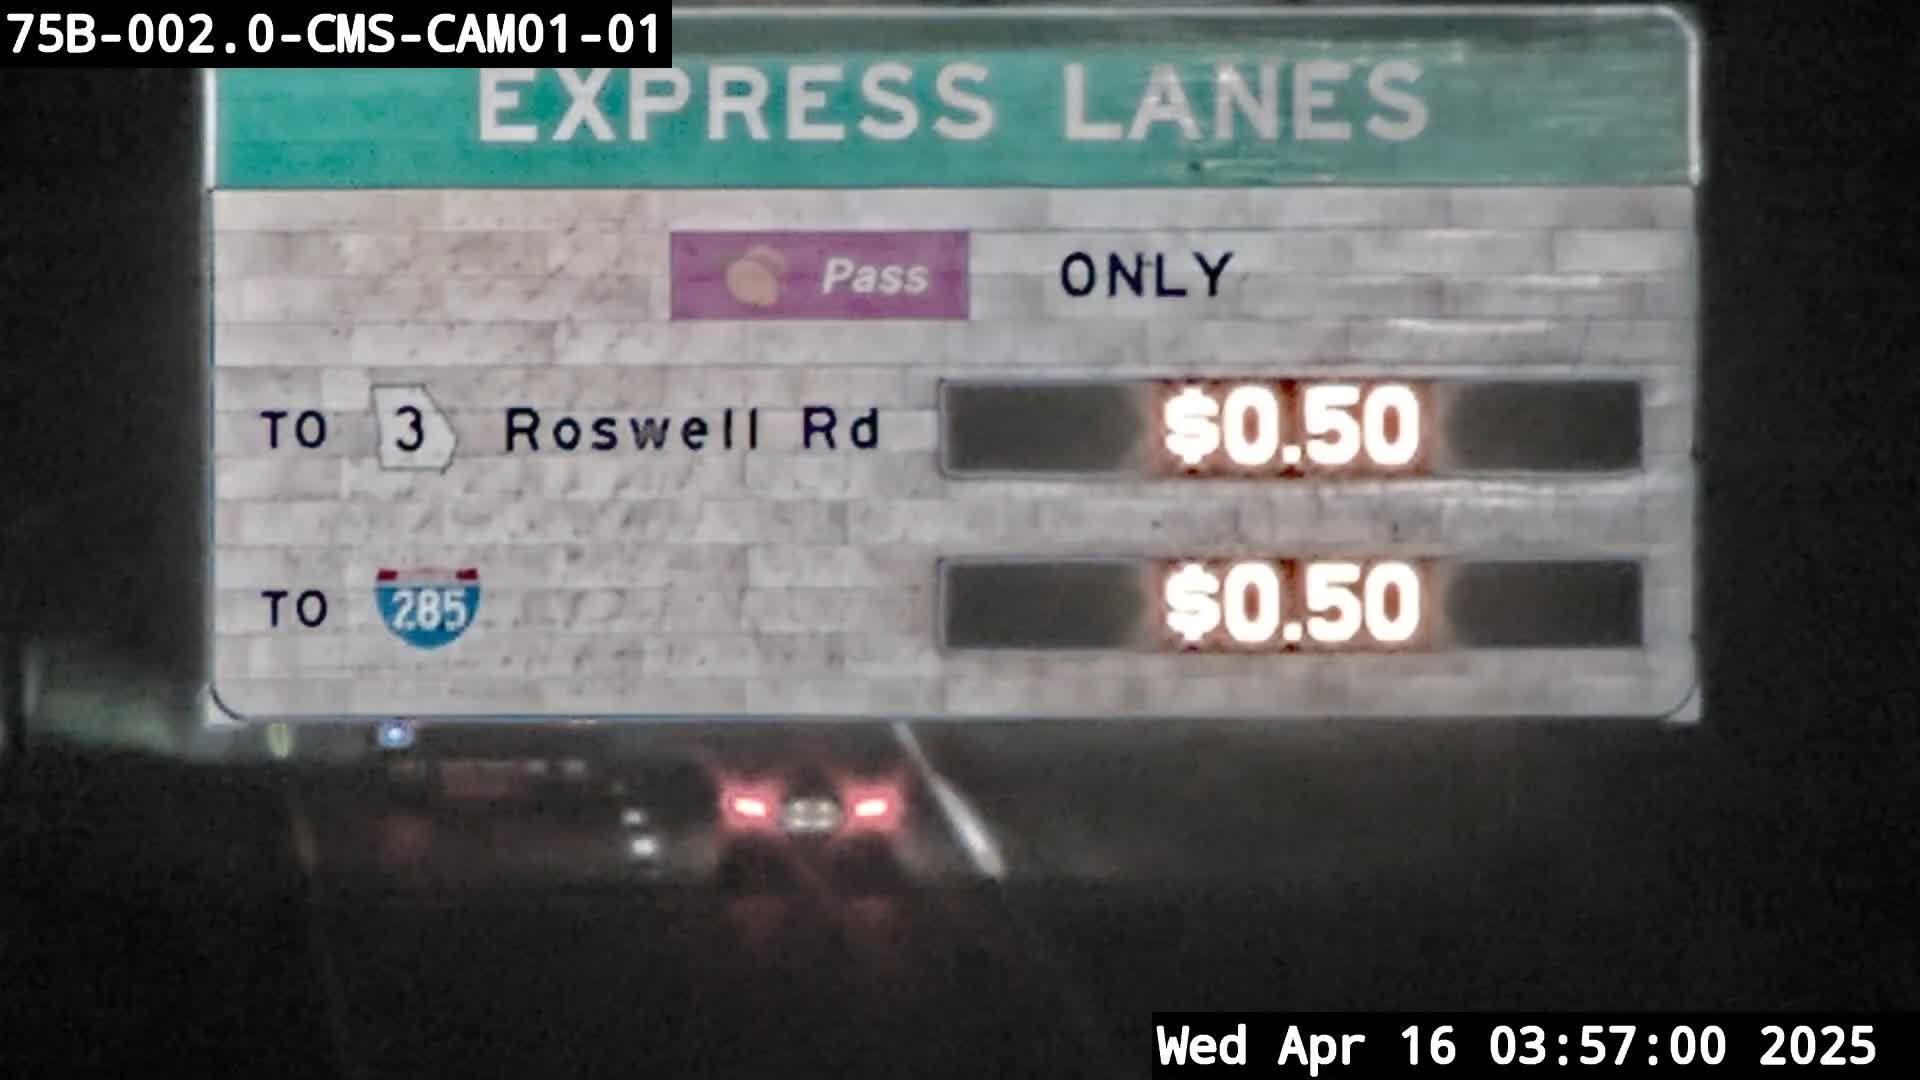 75B-002.0-CMS-CAM01-01
EXPRESS LANES
Pass ONLY
TO 3 Roswell Rd $0.50
TO 285 $0.50
Wed Apr 16 03:57:00 2025